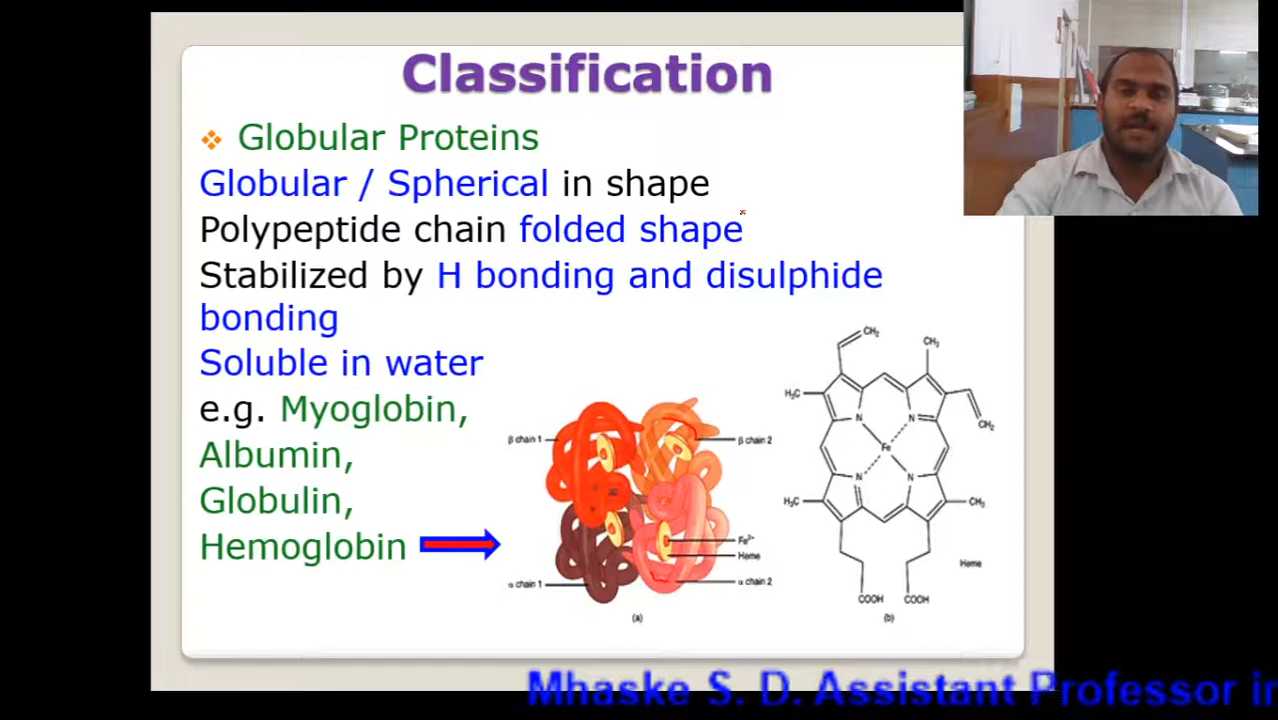 Classification
Globular Proteins
Globular / Spherical in shape
Polypeptide chain folded shape
Stabilized by H bonding and disulphide
bonding
Soluble in water
e.g. Myoglobin,
Albumin,
Globulin,
Hemoglobin
β chain 1
β chain 2
Fe²⁺
Heme
α chain 1
α chain 2
(a)
CH₂
CH₃
H₃C
N
N
CH₂
Fe
N
N
H₃C
CH₃
Heme
COOH
COOH
(b)
Mhaske S. D. Assistant Professor in